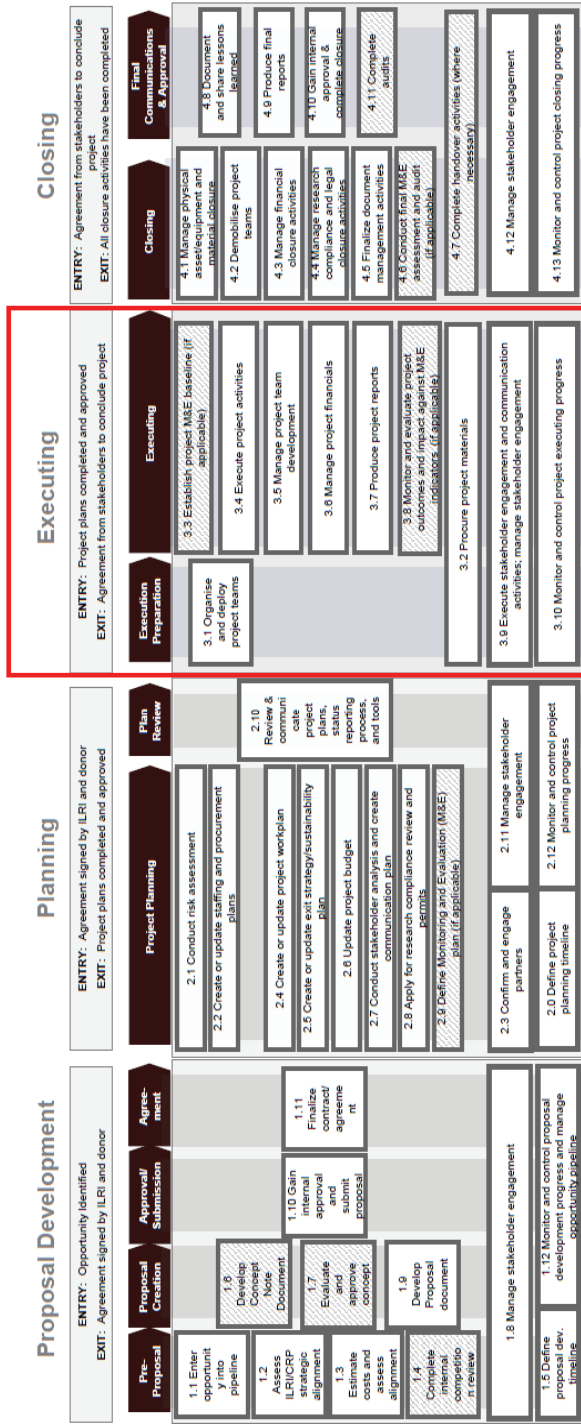 Proposal Development
ENTRY: Opportunity Identified
EXIT: Agreement signed by ILRI and donor
Pre-
Proposal
Proposal
Creation
Approval/
Submission
Agree-
ment
1.1 Enter
opportunit
y into
pipeline
1.2
Assess
ILRI/CRP
strategic
alignment
1.3
Estimate
costs and
assess
alignment
1.4
Complete
internal
competitio
n review
1.6
Develop
Concept
Note
Document
1.7
Evaluate
and
approve
concept
1.9
Develop
Proposal
document
1.10 Gain
internal
approval
and
submit
proposal
1.11
Finalize
contract/
agreeme
nt
1.8 Manage stakeholder engagement
1.5 Define
proposal dev.
timeline
1.12 Monitor and control proposal
development progress and manage
opportunity pipeline
Planning
ENTRY: Agreement signed by ILRI and donor
EXIT: Project plans completed and approved
Project Planning
Plan
Review
2.1 Conduct risk assessment
2.2 Create or update staffing and procurement
plans
2.4 Create or update project workplan
2.5 Create or update exit strategy/sustainability
plan
2.6 Update project budget
2.7 Conduct stakeholder analysis and create
communication plan
2.8 Apply for research compliance review and
permits
2.9 Define Monitoring and Evaluation (M&E)
plan (if applicable)
2.10
Review &
communi
cate
project
plans,
status
reporting
process,
and tools
2.3 Confirm and engage
partners
2.11 Manage stakeholder
engagement
2.0 Define project
planning timeline
2.12 Monitor and control project
planning progress
Executing
ENTRY: Project plans completed and approved
EXIT: Agreement from stakeholders to conclude project
Execution
Preparation
Executing
3.1 Organise
and deploy
project teams
3.3 Establish project M&E baseline (if
applicable)
3.4 Execute project activities
3.5 Manage project team
development
3.6 Manage project financials
3.7 Produce project reports
3.8 Monitor and evaluate project
outcomes and impact against M&E
indicators (if applicable)
3.2 Procure project materials
3.9 Execute stakeholder engagement and communication
activities; manage stakeholder engagement
3.10 Monitor and control project executing progress
Closing
ENTRY: Agreement from stakeholders to conclude
project
EXIT: All closure activities have been completed
Closing
Final
Communications
& Approval
4.1 Manage physical
asset/equipment and
material closure
4.2 Demobilise project
teams
4.3 Manage financial
closure activities
4.4 Manage research
compliance and legal
closure activities
4.5 Finalize document
management activities
4.6 Conduct final M&E
assessment and audit
(if applicable)
4.8 Document
and share lessons
learned
4.9 Produce final
reports
4.10 Gain internal
approval &
complete closure
4.11 Complete
audits
4.7 Complete handover activities (where
necessary)
4.12 Manage stakeholder engagement
4.13 Monitor and control project closing progress